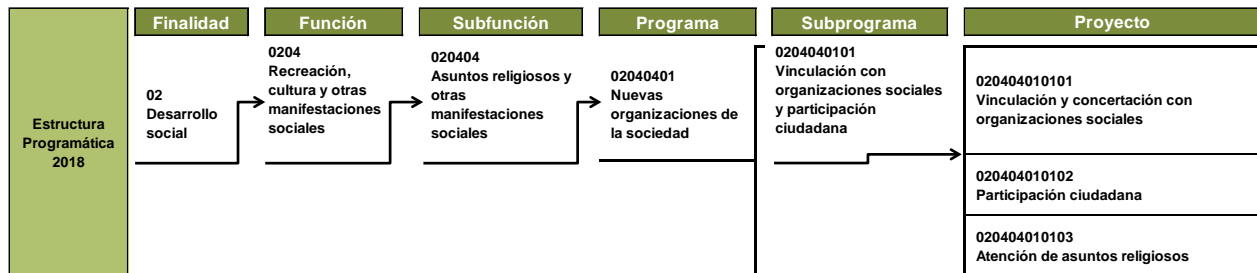 Finalidad
Función
Subfunción
Programa
Subprograma
Proyecto
Estructura
Programática
2018
02
Desarrollo
social
0204
Recreación,
cultura y otras
manifestaciones
sociales
020404
Asuntos religiosos y
otras
manifestaciones
sociales
02040401
Nuevas
organizaciones de
la sociedad
0204040101
Vinculación con
organizaciones sociales
y participación
ciudadana
020404010101
Vinculación y concertación con
organizaciones sociales
020404010102
Participación ciudadana
020404010103
Atención de asuntos religiosos